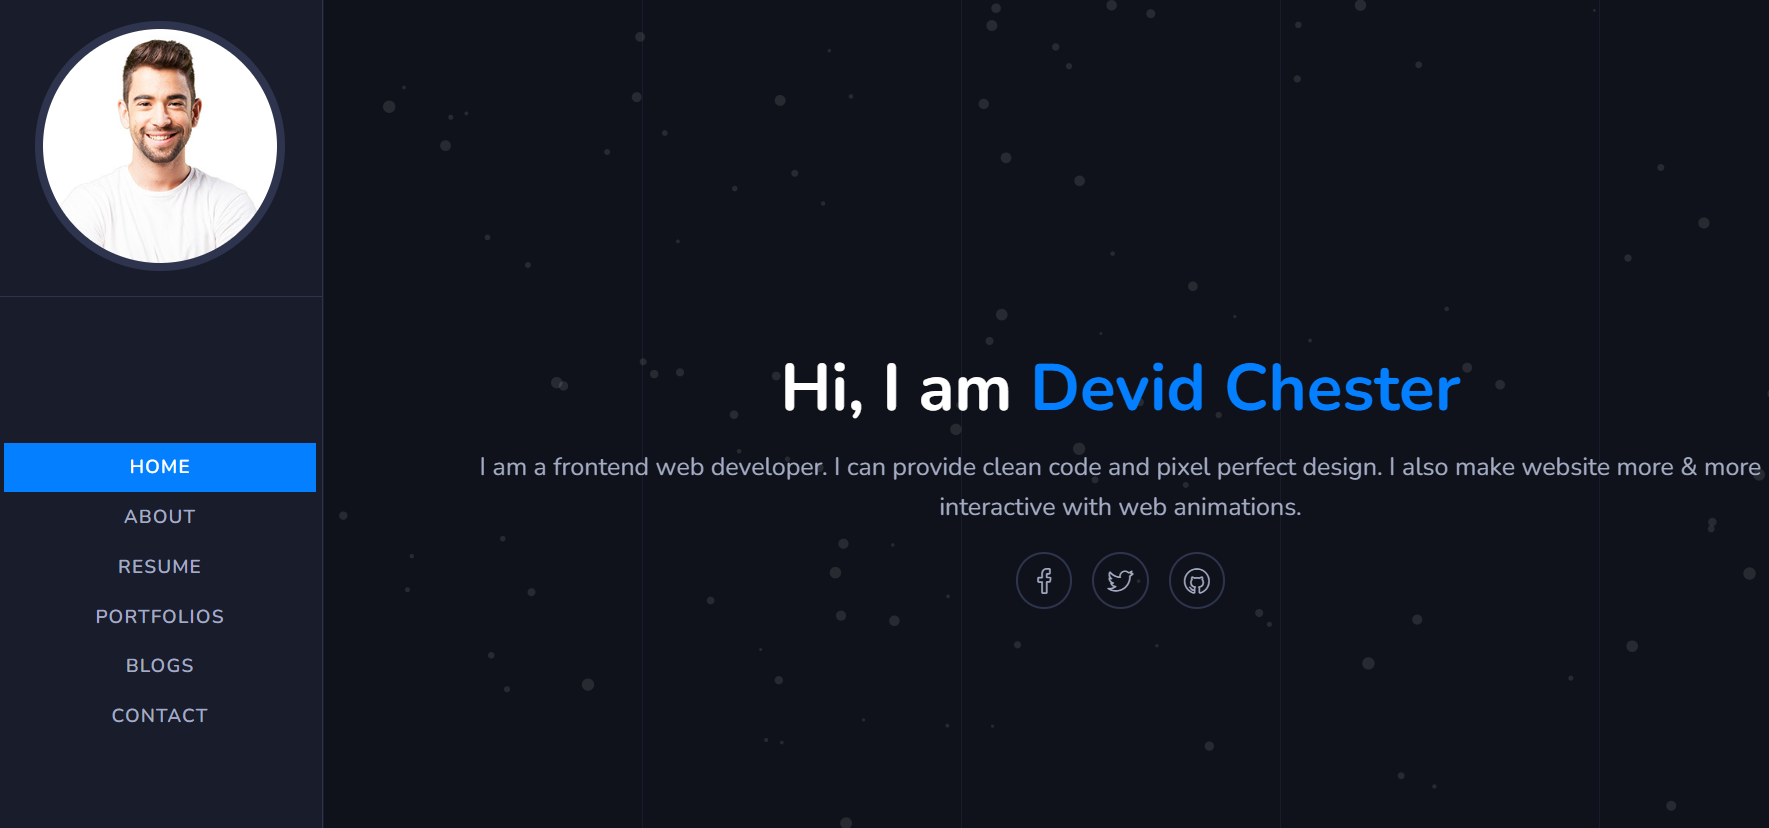 HOME
ABOUT
RESUME
PORTFOLIOS
BLOGS
CONTACT
Hi, I am Devid Chester
I am a frontend web developer. I can provide clean code and pixel perfect design. I also make website more & more
interactive with web animations.